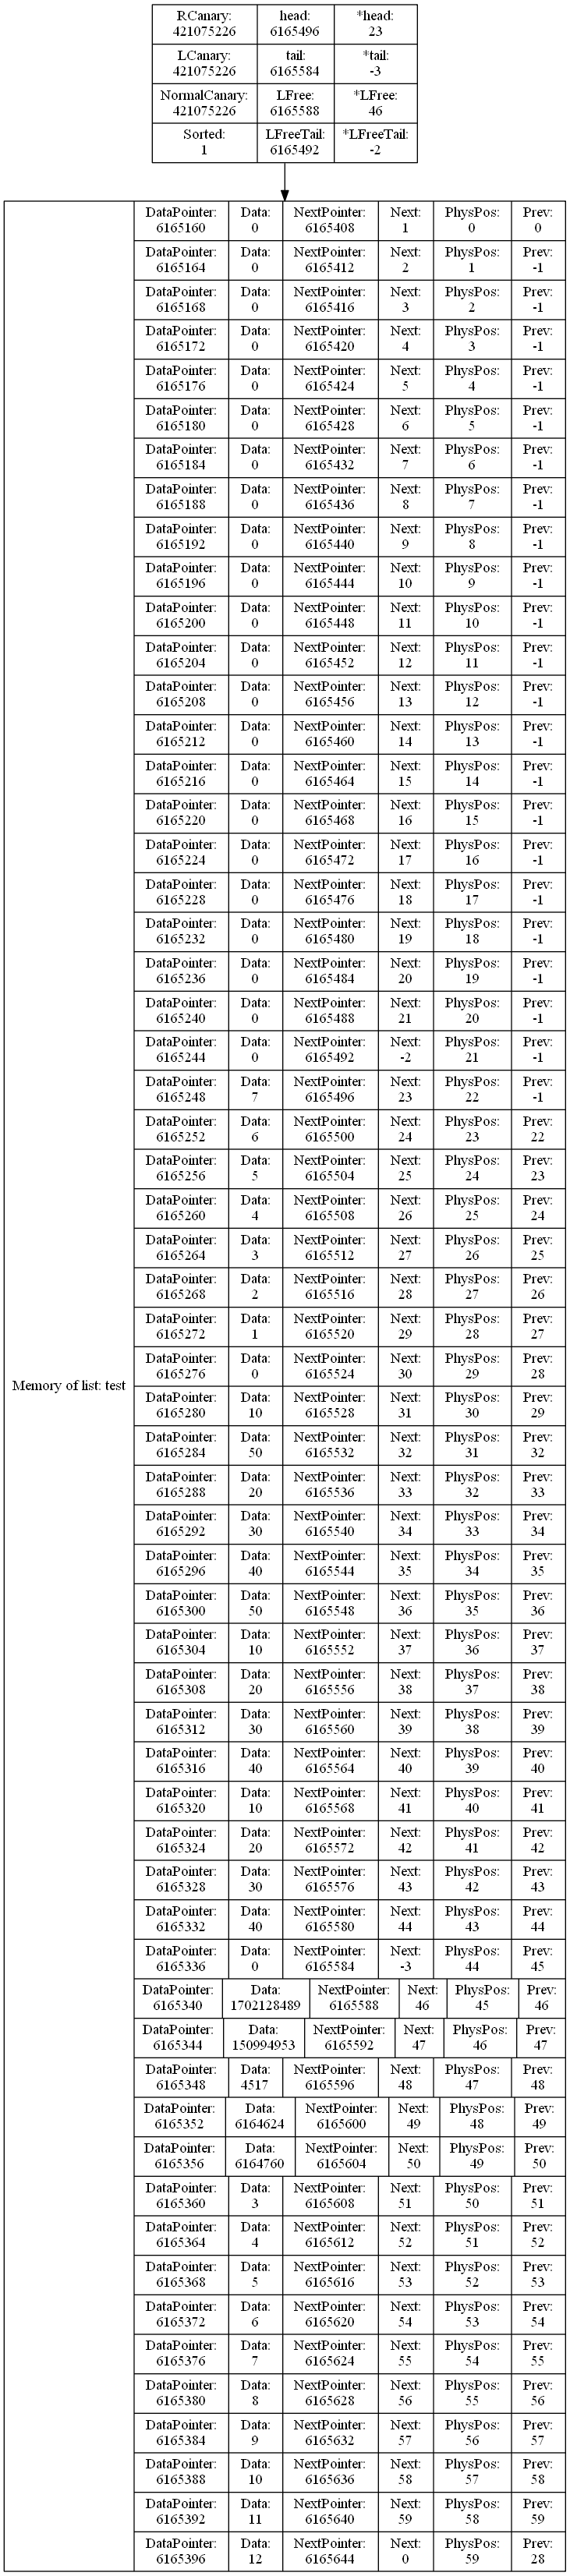 RCanary: head: *head:
421075226 6165496 23
LCanary: tail: *tail:
421075226 6165584 -3
NormalCanary: LFree: *LFree:
421075226 6165588 46
Sorted: LFreeTail: *LFreeTail:
1 6165492 -2
Memory of list: test
DataPointer: Data: NextPointer: Next: PhysPos: Prev:
6165160 0 6165408 1 0 0
DataPointer: Data: NextPointer: Next: PhysPos: Prev:
6165164 0 6165412 2 1 -1
DataPointer: Data: NextPointer: Next: PhysPos: Prev:
6165168 0 6165416 3 2 -1
DataPointer: Data: NextPointer: Next: PhysPos: Prev:
6165172 0 6165420 4 3 -1
DataPointer: Data: NextPointer: Next: PhysPos: Prev:
6165176 0 6165424 5 4 -1
DataPointer: Data: NextPointer: Next: PhysPos: Prev:
6165180 0 6165428 6 5 -1
DataPointer: Data: NextPointer: Next: PhysPos: Prev:
6165184 0 6165432 7 6 -1
DataPointer: Data: NextPointer: Next: PhysPos: Prev:
6165188 0 6165436 8 7 -1
DataPointer: Data: NextPointer: Next: PhysPos: Prev:
6165192 0 6165440 9 8 -1
DataPointer: Data: NextPointer: Next: PhysPos: Prev:
6165196 0 6165444 10 9 -1
DataPointer: Data: NextPointer: Next: PhysPos: Prev:
6165200 0 6165448 11 10 -1
DataPointer: Data: NextPointer: Next: PhysPos: Prev:
6165204 0 6165452 12 11 -1
DataPointer: Data: NextPointer: Next: PhysPos: Prev:
6165208 0 6165456 13 12 -1
DataPointer: Data: NextPointer: Next: PhysPos: Prev:
6165212 0 6165460 14 13 -1
DataPointer: Data: NextPointer: Next: PhysPos: Prev:
6165216 0 6165464 15 14 -1
DataPointer: Data: NextPointer: Next: PhysPos: Prev:
6165220 0 6165468 16 15 -1
DataPointer: Data: NextPointer: Next: PhysPos: Prev:
6165224 0 6165472 17 16 -1
DataPointer: Data: NextPointer: Next: PhysPos: Prev:
6165228 0 6165476 18 17 -1
DataPointer: Data: NextPointer: Next: PhysPos: Prev:
6165232 0 6165480 19 18 -1
DataPointer: Data: NextPointer: Next: PhysPos: Prev:
6165236 0 6165484 20 19 -1
DataPointer: Data: NextPointer: Next: PhysPos: Prev:
6165240 0 6165488 21 20 -1
DataPointer: Data: NextPointer: Next: PhysPos: Prev:
6165244 0 6165492 -2 21 -1
DataPointer: Data: NextPointer: Next: PhysPos: Prev:
6165248 7 6165496 23 22 -1
DataPointer: Data: NextPointer: Next: PhysPos: Prev:
6165252 6 6165500 24 23 22
DataPointer: Data: NextPointer: Next: PhysPos: Prev:
6165256 5 6165504 25 24 23
DataPointer: Data: NextPointer: Next: PhysPos: Prev:
6165260 4 6165508 26 25 24
DataPointer: Data: NextPointer: Next: PhysPos: Prev:
6165264 3 6165512 27 26 25
DataPointer: Data: NextPointer: Next: PhysPos: Prev:
6165268 2 6165516 28 27 26
DataPointer: Data: NextPointer: Next: PhysPos: Prev:
6165272 1 6165520 29 28 27
DataPointer: Data: NextPointer: Next: PhysPos: Prev:
6165276 0 6165524 30 29 28
DataPointer: Data: NextPointer: Next: PhysPos: Prev:
6165280 10 6165528 31 30 29
DataPointer: Data: NextPointer: Next: PhysPos: Prev:
6165284 50 6165532 32 31 32
DataPointer: Data: NextPointer: Next: PhysPos: Prev:
6165288 20 6165536 33 32 33
DataPointer: Data: NextPointer: Next: PhysPos: Prev:
6165292 30 6165540 34 33 34
DataPointer: Data: NextPointer: Next: PhysPos: Prev:
6165296 40 6165544 35 34 35
DataPointer: Data: NextPointer: Next: PhysPos: Prev:
6165300 50 6165548 36 35 36
DataPointer: Data: NextPointer: Next: PhysPos: Prev:
6165304 10 6165552 37 36 37
DataPointer: Data: NextPointer: Next: PhysPos: Prev:
6165308 20 6165556 38 37 38
DataPointer: Data: NextPointer: Next: PhysPos: Prev:
6165312 30 6165560 39 38 39
DataPointer: Data: NextPointer: Next: PhysPos: Prev:
6165316 40 6165564 40 39 40
DataPointer: Data: NextPointer: Next: PhysPos: Prev:
6165320 10 6165568 41 40 41
DataPointer: Data: NextPointer: Next: PhysPos: Prev:
6165324 20 6165572 42 41 42
DataPointer: Data: NextPointer: Next: PhysPos: Prev:
6165328 30 6165576 43 42 43
DataPointer: Data: NextPointer: Next: PhysPos: Prev:
6165332 40 6165580 44 43 44
DataPointer: Data: NextPointer: Next: PhysPos: Prev:
6165336 0 6165584 -3 44 45
DataPointer: Data: NextPointer: Next: PhysPos: Prev:
6165340 1702128489 6165588 46 45 46
DataPointer: Data: NextPointer: Next: PhysPos: Prev:
6165344 150994953 6165592 47 46 47
DataPointer: Data: NextPointer: Next: PhysPos: Prev:
6165348 4517 6165596 48 47 48
DataPointer: Data: NextPointer: Next: PhysPos: Prev:
6165352 6164624 6165600 49 48 49
DataPointer: Data: NextPointer: Next: PhysPos: Prev:
6165356 6164760 6165604 50 49 50
DataPointer: Data: NextPointer: Next: PhysPos: Prev:
6165360 3 6165608 51 50 51
DataPointer: Data: NextPointer: Next: PhysPos: Prev:
6165364 4 6165612 52 51 52
DataPointer: Data: NextPointer: Next: PhysPos: Prev:
6165368 5 6165616 53 52 53
DataPointer: Data: NextPointer: Next: PhysPos: Prev:
6165372 6 6165620 54 53 54
DataPointer: Data: NextPointer: Next: PhysPos: Prev:
6165376 7 6165624 55 54 55
DataPointer: Data: NextPointer: Next: PhysPos: Prev:
6165380 8 6165628 56 55 56
DataPointer: Data: NextPointer: Next: PhysPos: Prev:
6165384 9 6165632 57 56 57
DataPointer: Data: NextPointer: Next: PhysPos: Prev:
6165388 10 6165636 58 57 58
DataPointer: Data: NextPointer: Next: PhysPos: Prev:
6165392 11 6165640 59 58 59
DataPointer: Data: NextPointer: Next: PhysPos: Prev:
6165396 12 6165644 0 59 28